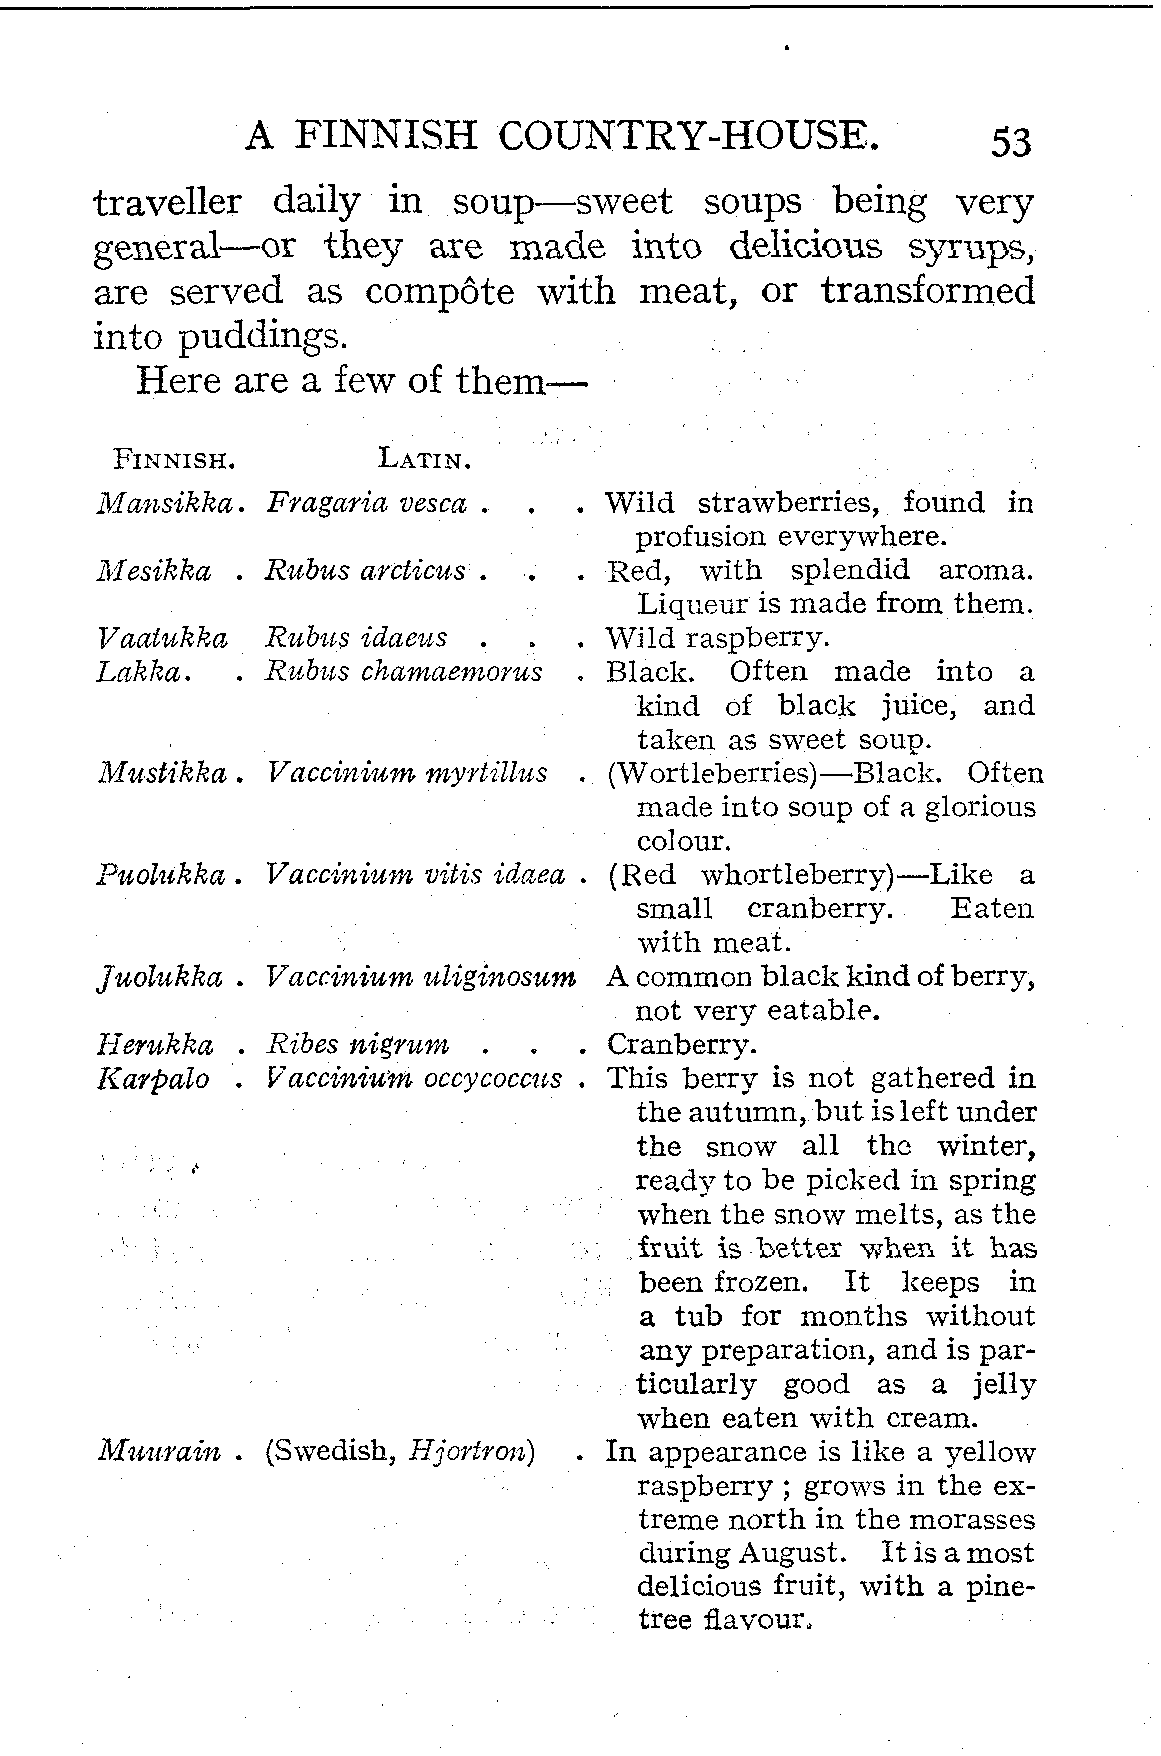 A FINNISH COUNTRY-HOUSE. 53
traveller daily in soup—sweet soups being very
general—or they are made into delicious syrups,
are served as compôte with meat, or transformed
into puddings.
Here are a few of them—
FINNISH. LATIN.
Mansikka. Fragaria vesca . . . Wild strawberries, found in
profusion everywhere.
Mesikka . Rubus arcticus . . . Red, with splendid aroma.
Liqueur is made from them.
Vaatukka Rubus idaeus . . . Wild raspberry.
Lakka. . Rubus chamaemorus . Black. Often made into a
kind of black juice, and
taken as sweet soup.
Mustikka . Vaccinium myrtillus . (Wortleberries)—Black. Often
made into soup of a glorious
colour.
Puolukka . Vaccinium vitis idaea . (Red whortleberry)—Like a
small cranberry. Eaten
with meat.
Juolukka . Vaccinium uliginosum A common black kind of berry,
not very eatable.
Herukka . Ribes nigrum . . . Cranberry.
Karpalo . Vaccinium occycoccus . This berry is not gathered in
the autumn, but is left under
the snow all the winter,
ready to be picked in spring
when the snow melts, as the
fruit is better when it has
been frozen. It keeps in
a tub for months without
any preparation, and is par-
ticularly good as a jelly
when eaten with cream.
Muurain . (Swedish, Hjortron) . In appearance is like a yellow
raspberry ; grows in the ex-
treme north in the morasses
during August. It is a most
delicious fruit, with a pine-
tree flavour.